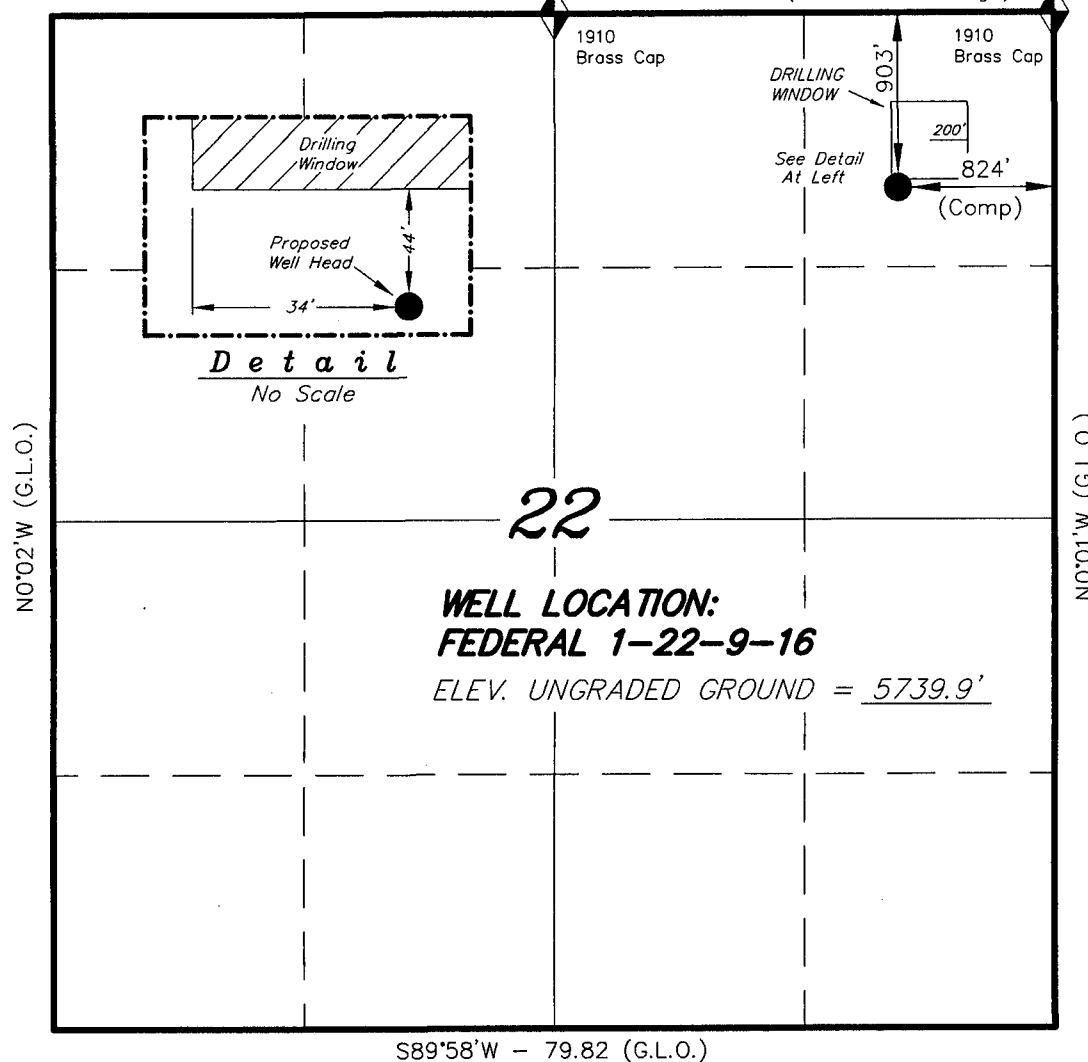 1910
Brass Cap
1910
Brass Cap
903'
DRILLING
WINDOW
200'
See Detail
At Left
824'
(Comp)
Drilling
Window
44'
Proposed
Well Head
34'
Detail
No Scale
N0°02'W (G.L.O.)
N0°01'W (G.L.O.)
22
WELL LOCATION:
FEDERAL 1-22-9-16
ELEV. UNGRADED GROUND = 5739.9'
S89°58'W - 79.82 (G.L.O.)